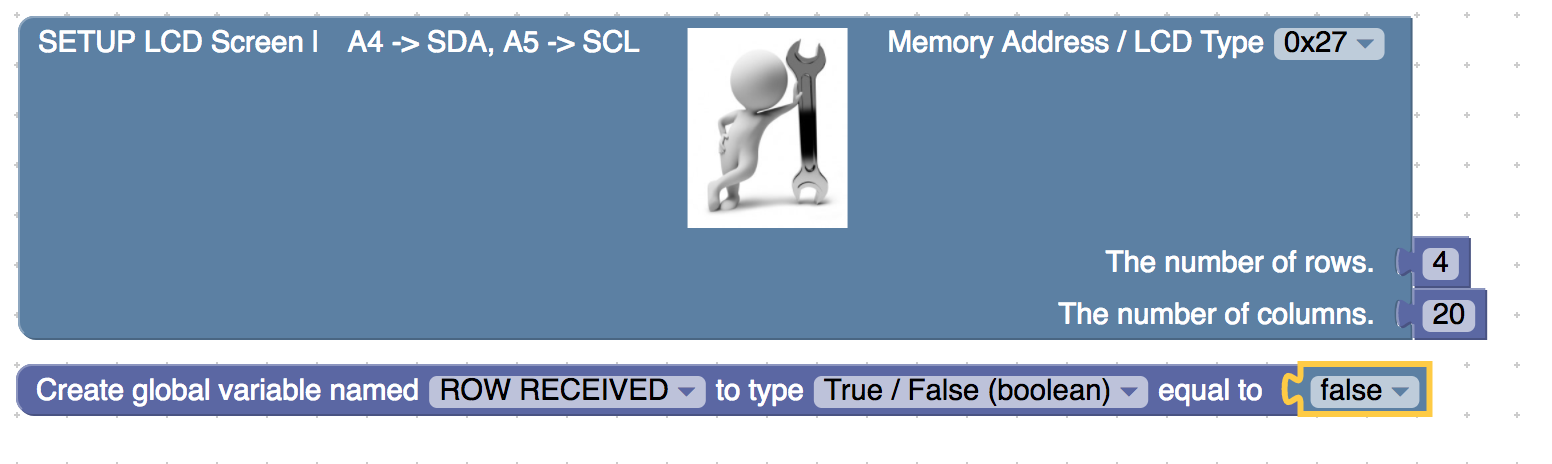 SETUP LCD Screen I A4 -> SDA, A5 -> SCL Memory Address / LCD Type 0x27
The number of rows. 4
The number of columns. 20
Create global variable named ROW RECEIVED to type True / False (boolean) equal to false